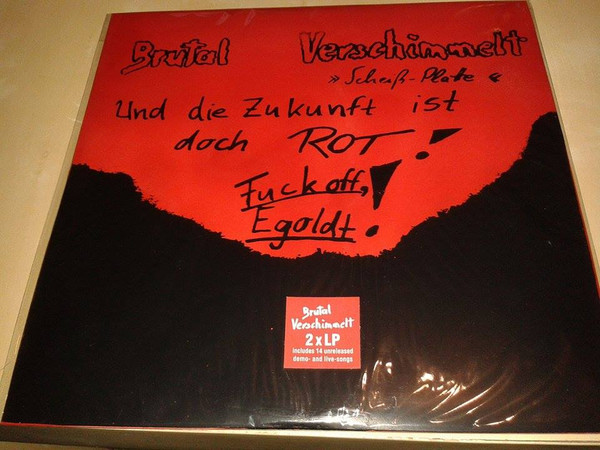 Brutal Verschimmelt
» Scheiß-Platte «
Und die Zukunft ist
doch ROT!
Fuck off,
Egoldt!
Brutal
Verschimmelt
2xLP
includes 14 unreleased
demo- and live-songs